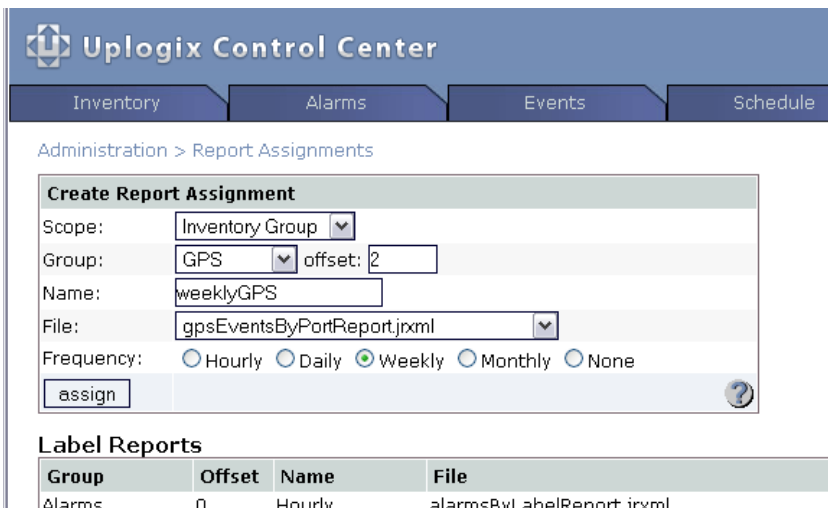 Uplogix Control Center
Inventory Alarms Events Schedule
Administration > Report Assignments
Create Report Assignment
Scope: Inventory Group
Group: GPS offset: 2
Name: weeklyGPS
File: gpsEventsByPortReport.jrxml
Frequency: Hourly Daily Weekly Monthly None
assign ?
Label Reports
Group Offset Name File
Alarms 0 Hourly alarmsByLabelReport.jrxml